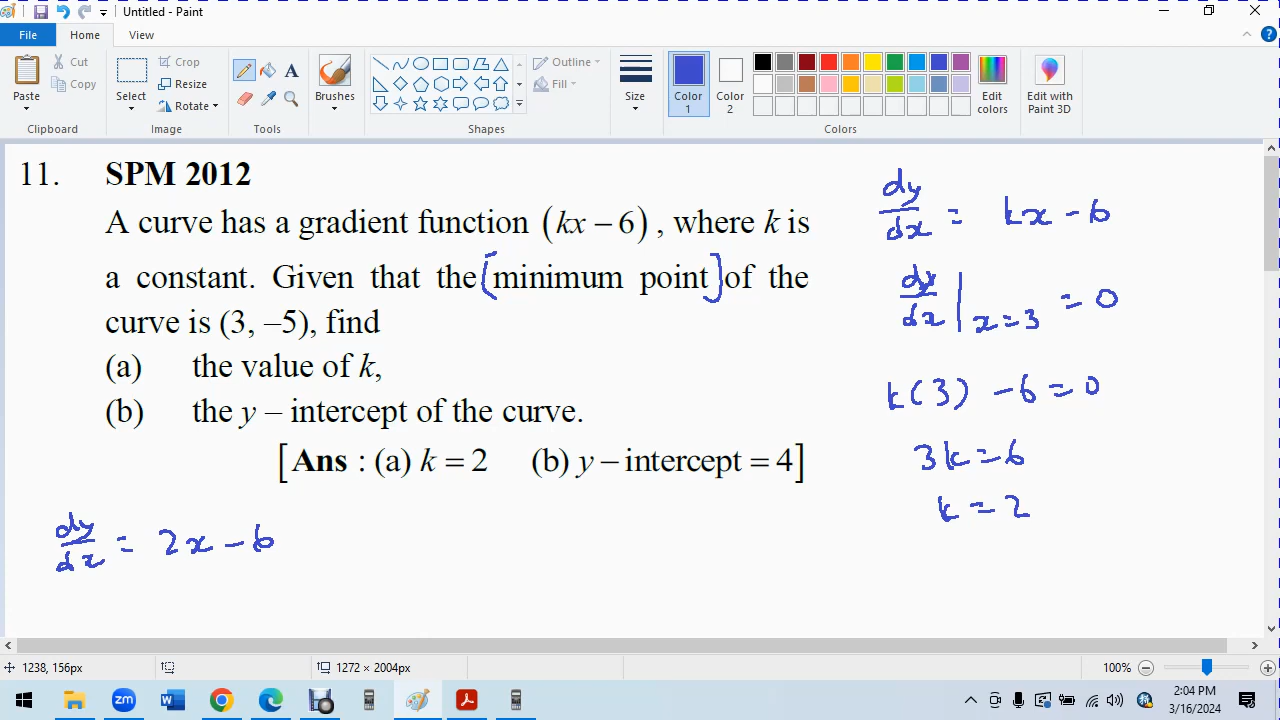 Untitled - Paint
File Home View
Paste
Cut
Copy
Clipboard
Select
Crop
Resize
Rotate
Image
Tools
Brushes
Outline
Fill
Shapes
Size
Color 1
Color 2
Edit colors
Colors
Edit with Paint 3D
11. SPM 2012
A curve has a gradient function (kx – 6) , where k is
a constant. Given that the [minimum point] of the
curve is (3, –5), find
(a) the value of k,
(b) the y – intercept of the curve.
[Ans : (a) k = 2 (b) y – intercept = 4]
dy/dx = 2x - 6
dy/dx = kx - 6
dy/dx | x=3 = 0
k(3) - 6 = 0
3k = 6
k = 2
1238, 156px
1272 × 2004px
100%
zm
2:04 PM
3/16/2024